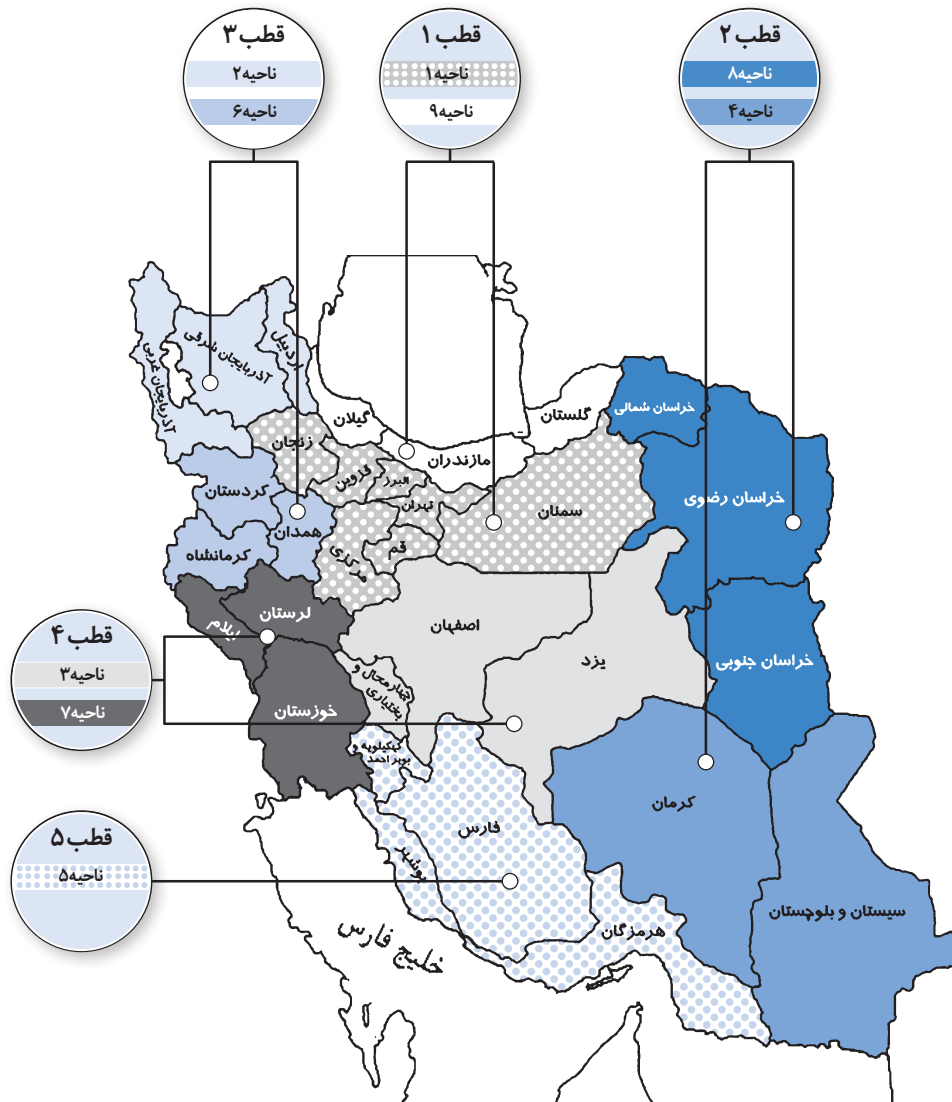 قطب ۲
ناحیه۸
ناحیه۴
قطب ۱
ناحیه۱
ناحیه۹
قطب ۳
ناحیه۲
ناحیه۶
آذربایجان شرقی
اردبیل
آذربایجان غربی
گیلان
گلستان
خراسان شمالی
مازندران
زنجان
قزوین
البرز
تهران
سمنان
خراسان رضوی
کردستان
همدان
قم
مرکزی
کرمانشاه
لرستان
ایلام
اصفهان
یزد
خراسان جنوبی
قطب ۴
ناحیه۳
ناحیه۷
چهارمحال و
بختیاری
خوزستان
کهکیلویه و
بویر احمد
کرمان
فارس
بوشهر
قطب ۵
ناحیه۵
سیستان و بلوچستان
هرمزگان
خلیج فارس